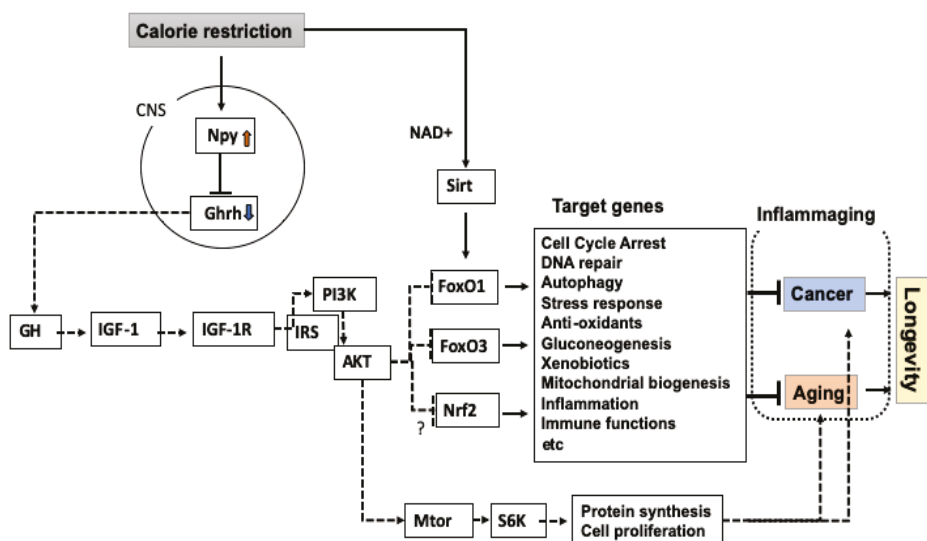 Calorie restriction
CNS
Npy
NAD+
Ghrh
Sirt
Target genes
Inflammaging
Cell Cycle Arrest
DNA repair
Autophagy
Stress response
Anti-oxidants
Gluconeogenesis
Xenobiotics
Mitochondrial biogenesis
Inflammation
Immune functions
etc
FoxO1
FoxO3
Nrf2
?
GH
IGF-1
IGF-1R
PI3K
IRS
AKT
Cancer
Aging
Longevity
Mtor
S6K
Protein synthesis
Cell proliferation